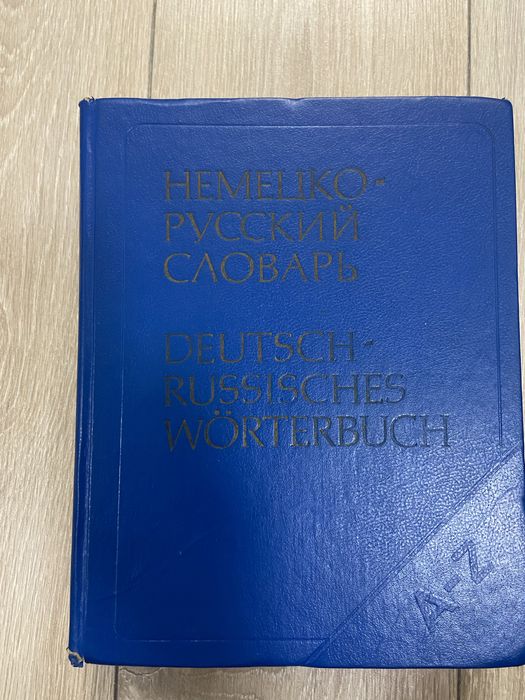 НЕМЕЦКО-
РУССКИЙ
СЛОВАРЬ
DEUTSCH-
RUSSISCHES
WÖRTERBUCH
A-Z